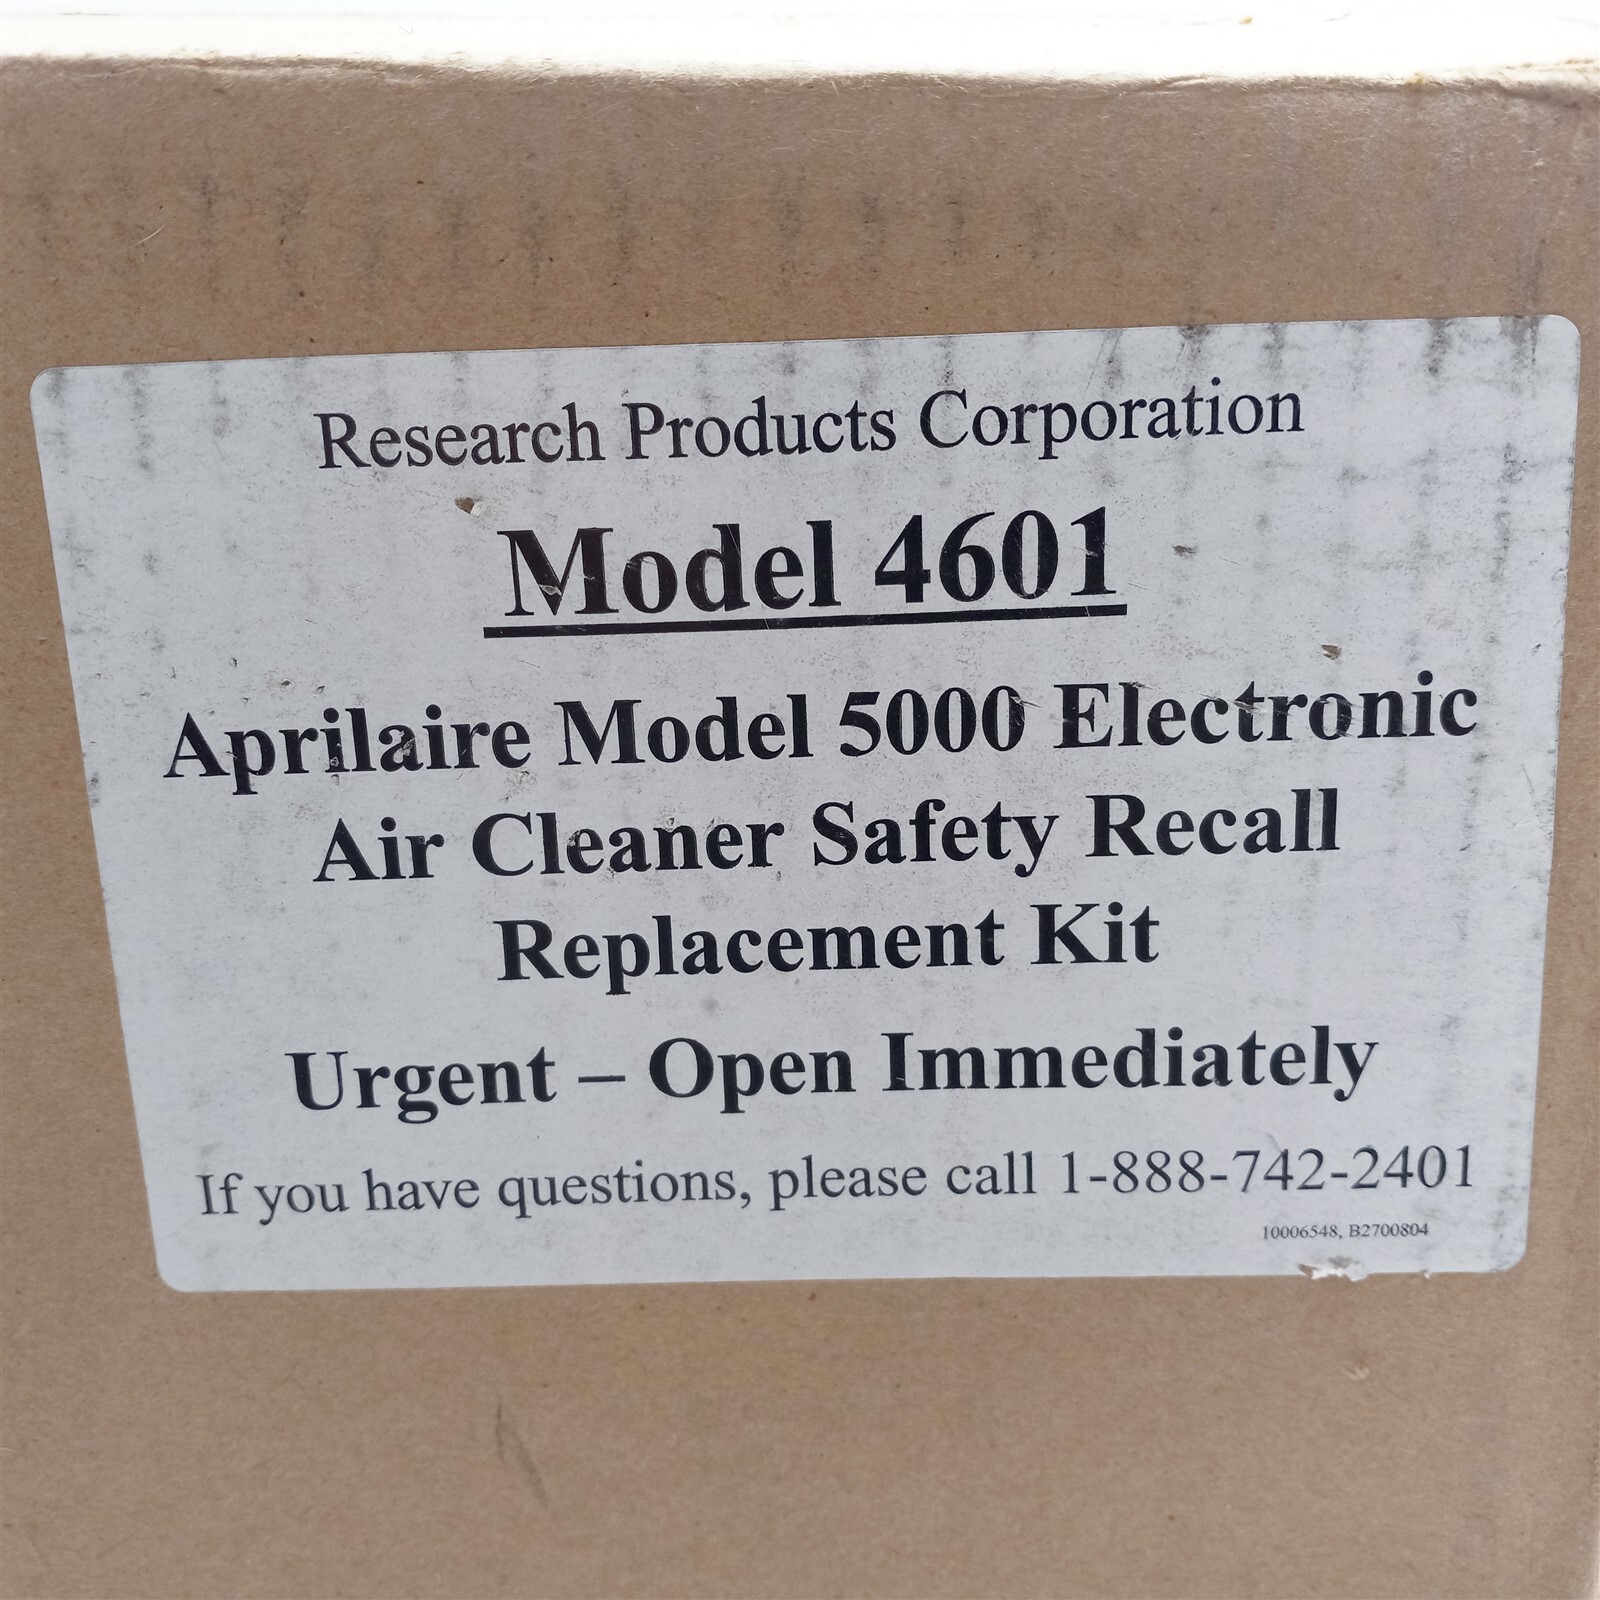 Research Products Corporation
Model 4601
Aprilaire Model 5000 Electronic
Air Cleaner Safety Recall
Replacement Kit
Urgent – Open Immediately
If you have questions, please call 1-888-742-2401
10006548, B2700804